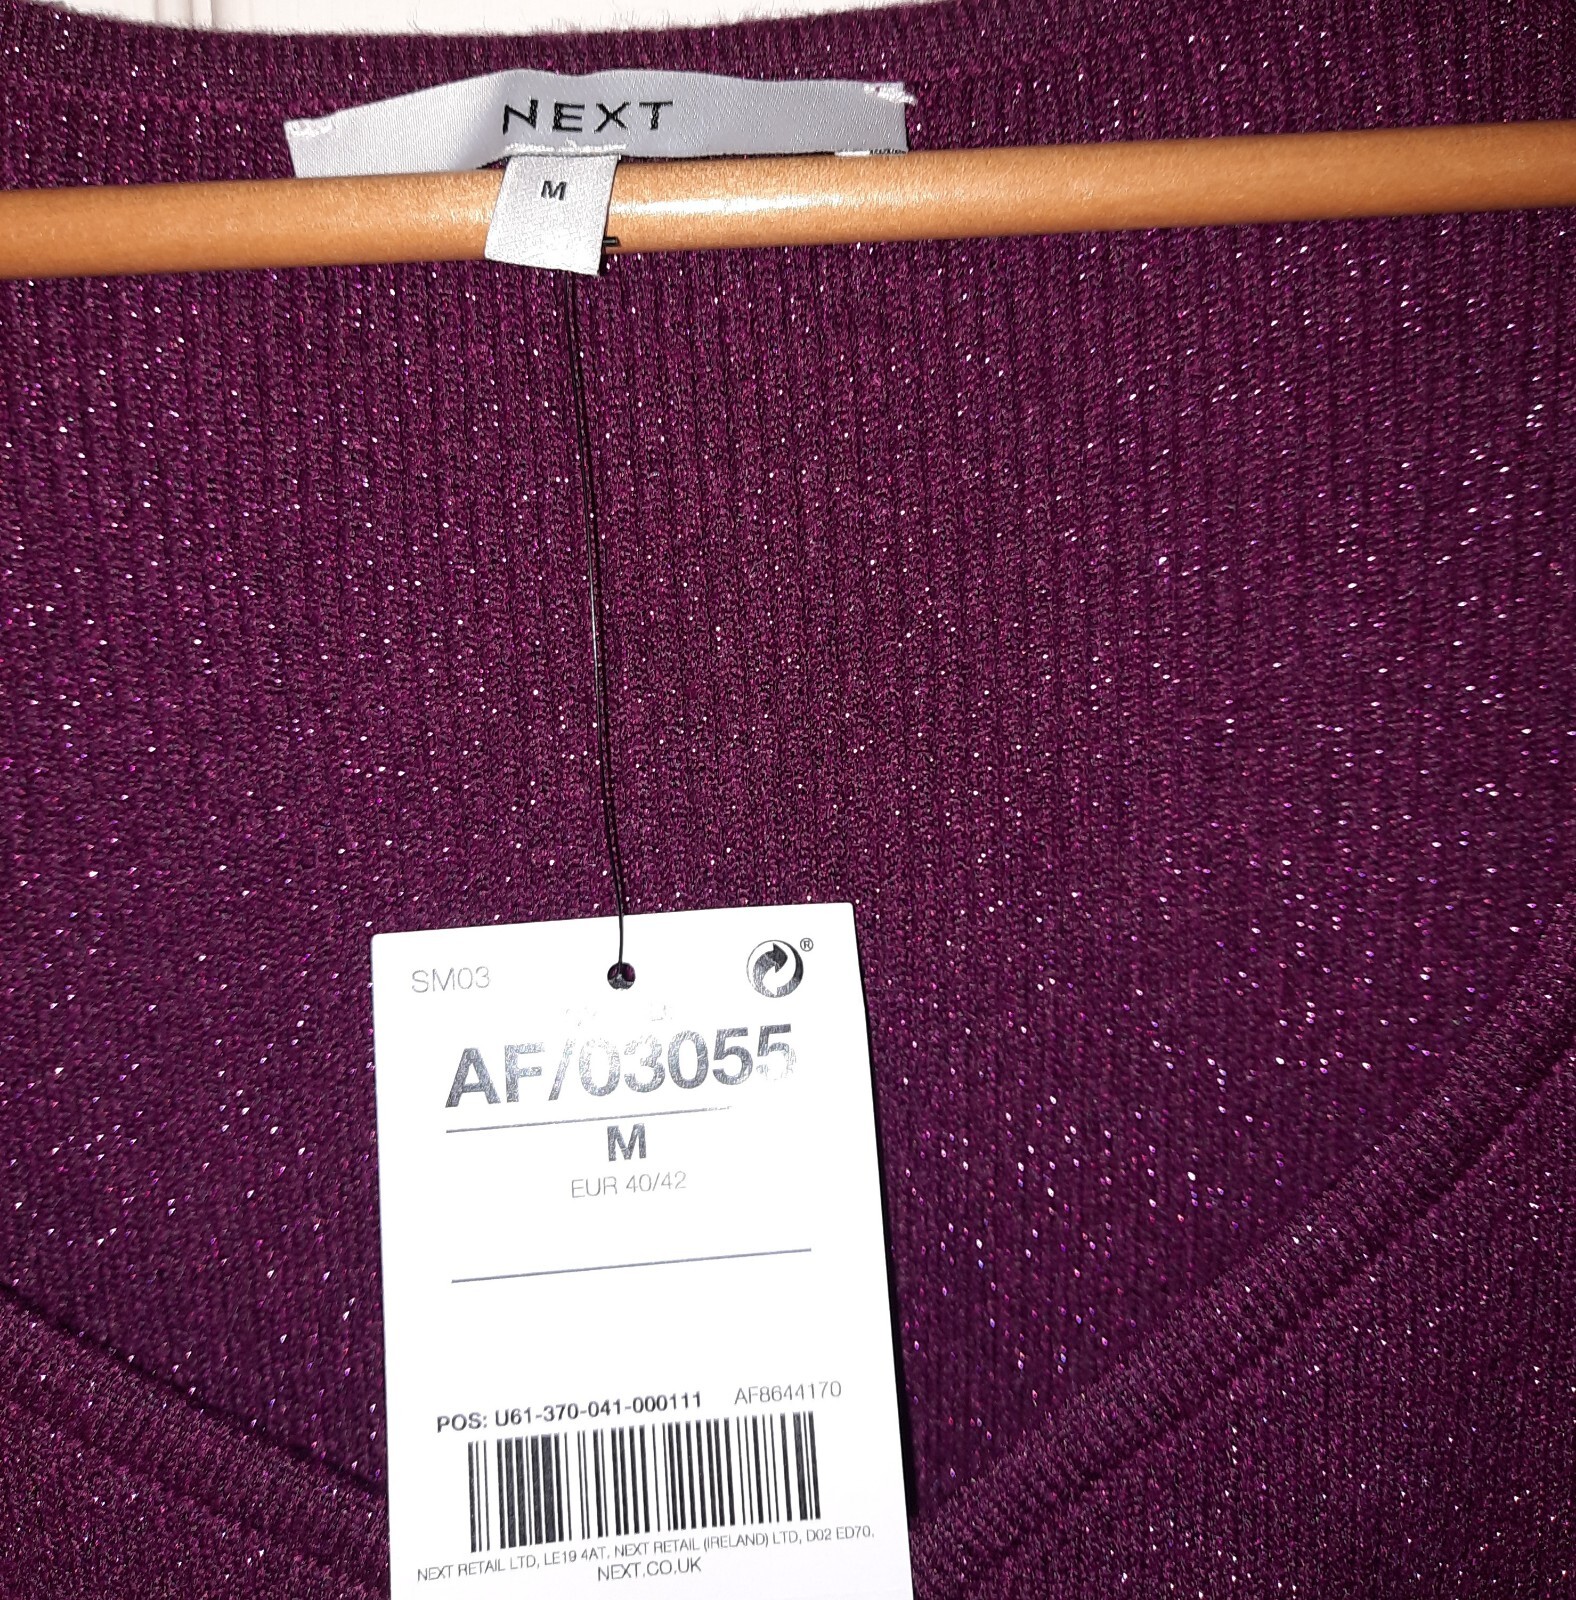 NEXT
M
SM03
®
AF/03055
M
EUR 40/42
POS: U61-370-041-000111 AF8644170
NEXT RETAIL LTD, LE19 4AT, NEXT RETAIL (IRELAND) LTD, D02 ED70,
NEXT.CO.UK